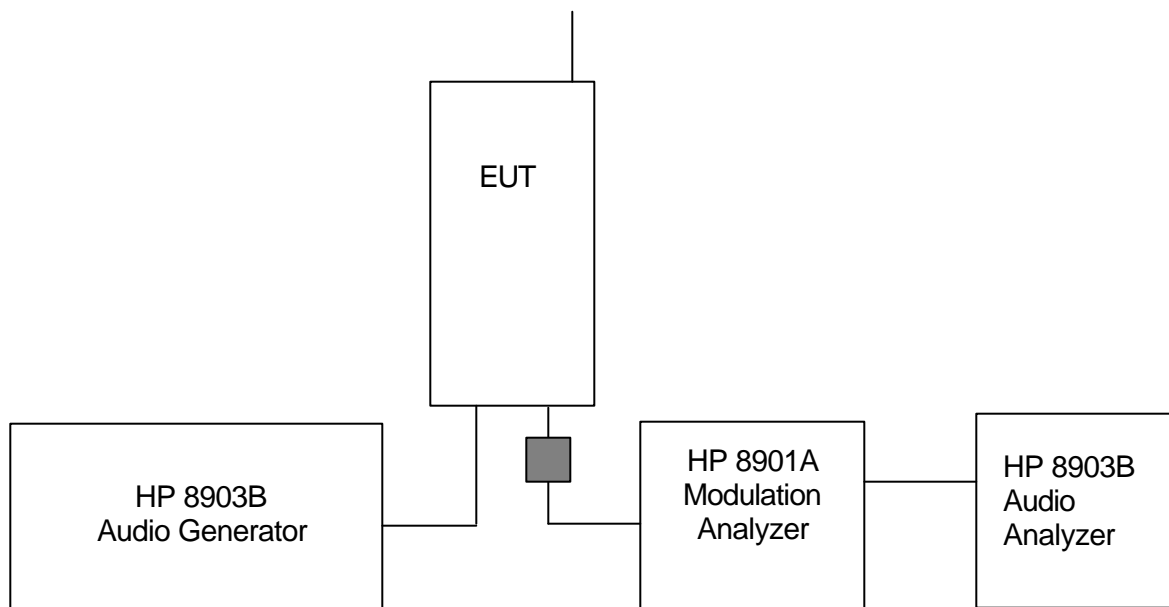 EUT
HP 8903B
Audio Generator
HP 8901A
Modulation
Analyzer
HP 8903B
Audio
Analyzer